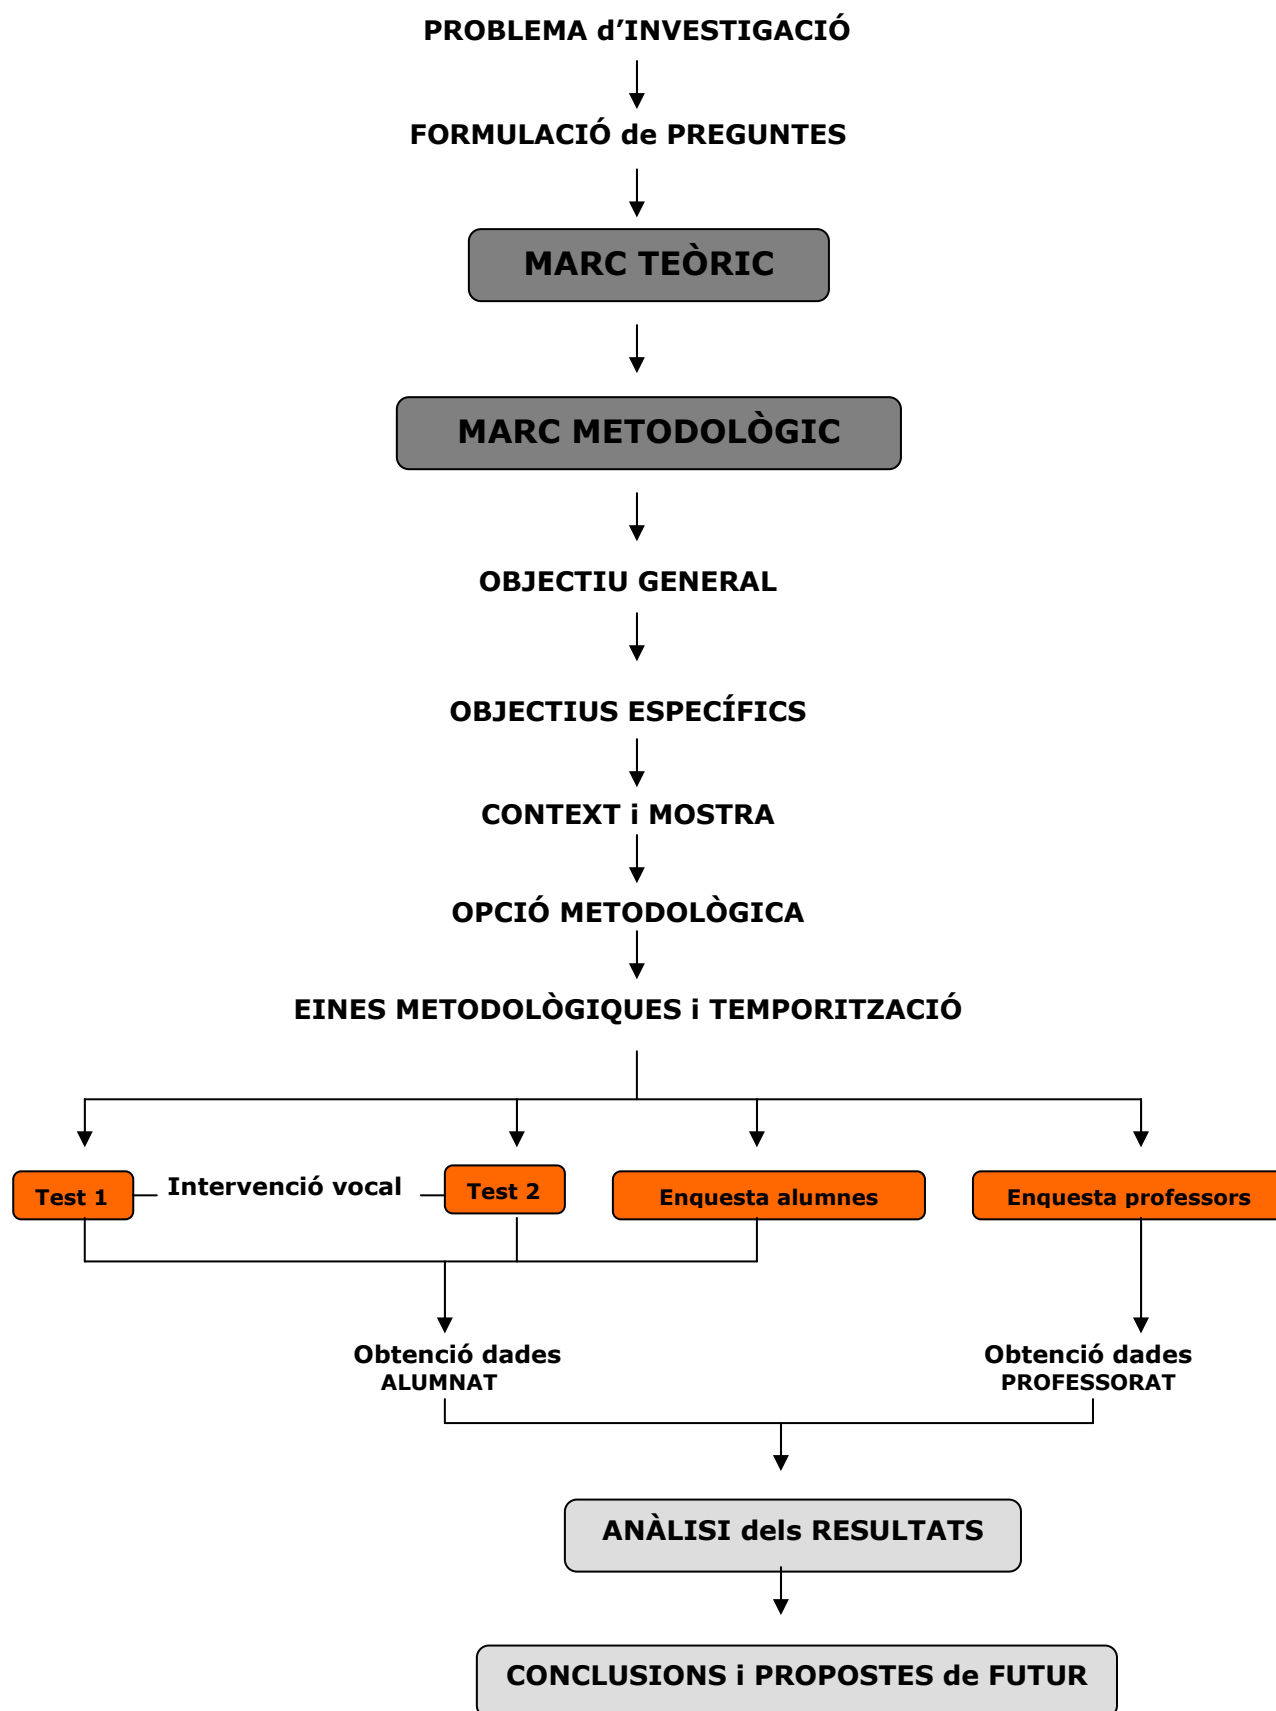 PROBLEMA d’INVESTIGACIÓ
FORMULACIÓ de PREGUNTES
MARC TEÒRIC
MARC METODOLÒGIC
OBJECTIU GENERAL
OBJECTIUS ESPECÍFICS
CONTEXT i MOSTRA
OPCIÓ METODOLÒGICA
EINES METODOLÒGIQUES i TEMPORITZACIÓ
Test 1
Intervenció vocal
Test 2
Enquesta alumnes
Enquesta professors
Obtenció dades
ALUMNAT
Obtenció dades
PROFESSORAT
ANÀLISI dels RESULTATS
CONCLUSIONS i PROPOSTES de FUTUR